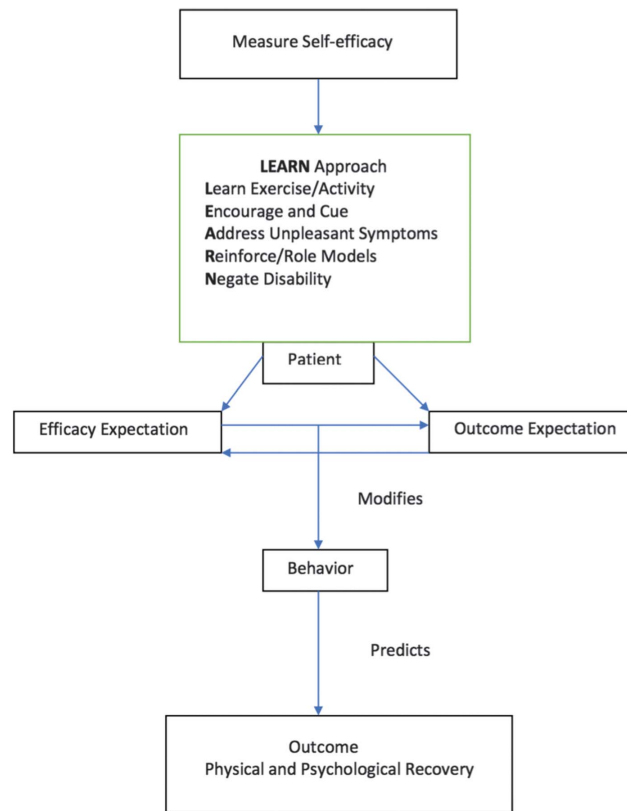 Measure Self-efficacy
LEARN Approach
Learn Exercise/Activity
Encourage and Cue
Address Unpleasant Symptoms
Reinforce/Role Models
Negate Disability
Patient
Efficacy Expectation
Outcome Expectation
Modifies
Behavior
Predicts
Outcome
Physical and Psychological Recovery